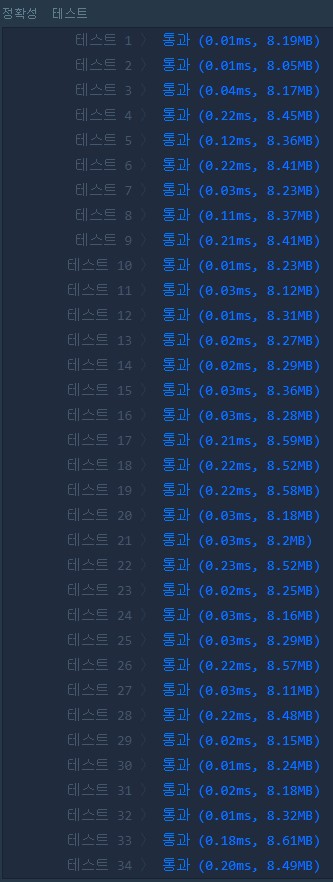 정확성 테스트
테스트 1 〉 통과 (0.01ms, 8.19MB)
테스트 2 〉 통과 (0.01ms, 8.05MB)
테스트 3 〉 통과 (0.04ms, 8.17MB)
테스트 4 〉 통과 (0.22ms, 8.45MB)
테스트 5 〉 통과 (0.12ms, 8.36MB)
테스트 6 〉 통과 (0.22ms, 8.41MB)
테스트 7 〉 통과 (0.03ms, 8.23MB)
테스트 8 〉 통과 (0.11ms, 8.37MB)
테스트 9 〉 통과 (0.21ms, 8.41MB)
테스트 10 〉 통과 (0.01ms, 8.23MB)
테스트 11 〉 통과 (0.03ms, 8.12MB)
테스트 12 〉 통과 (0.01ms, 8.31MB)
테스트 13 〉 통과 (0.02ms, 8.27MB)
테스트 14 〉 통과 (0.02ms, 8.29MB)
테스트 15 〉 통과 (0.03ms, 8.36MB)
테스트 16 〉 통과 (0.03ms, 8.28MB)
테스트 17 〉 통과 (0.21ms, 8.59MB)
테스트 18 〉 통과 (0.22ms, 8.52MB)
테스트 19 〉 통과 (0.22ms, 8.58MB)
테스트 20 〉 통과 (0.03ms, 8.18MB)
테스트 21 〉 통과 (0.03ms, 8.2MB)
테스트 22 〉 통과 (0.23ms, 8.52MB)
테스트 23 〉 통과 (0.02ms, 8.25MB)
테스트 24 〉 통과 (0.03ms, 8.16MB)
테스트 25 〉 통과 (0.03ms, 8.29MB)
테스트 26 〉 통과 (0.22ms, 8.57MB)
테스트 27 〉 통과 (0.03ms, 8.11MB)
테스트 28 〉 통과 (0.22ms, 8.48MB)
테스트 29 〉 통과 (0.02ms, 8.15MB)
테스트 30 〉 통과 (0.01ms, 8.24MB)
테스트 31 〉 통과 (0.02ms, 8.18MB)
테스트 32 〉 통과 (0.01ms, 8.32MB)
테스트 33 〉 통과 (0.18ms, 8.61MB)
테스트 34 〉 통과 (0.20ms, 8.49MB)